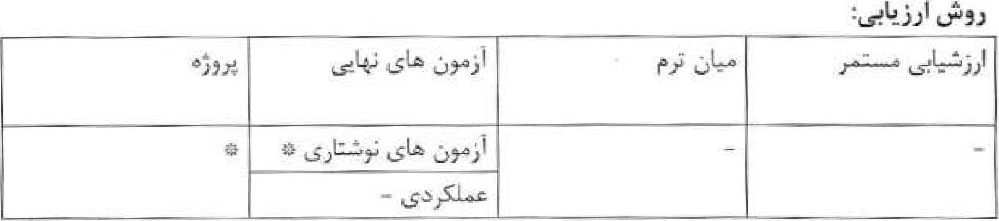 روش ارزیابی:
ارزشیابی مستمر
میان ترم
آزمون های نهایی
پروژه
-
-
آزمون های نوشتاری *
*
عملکردی -